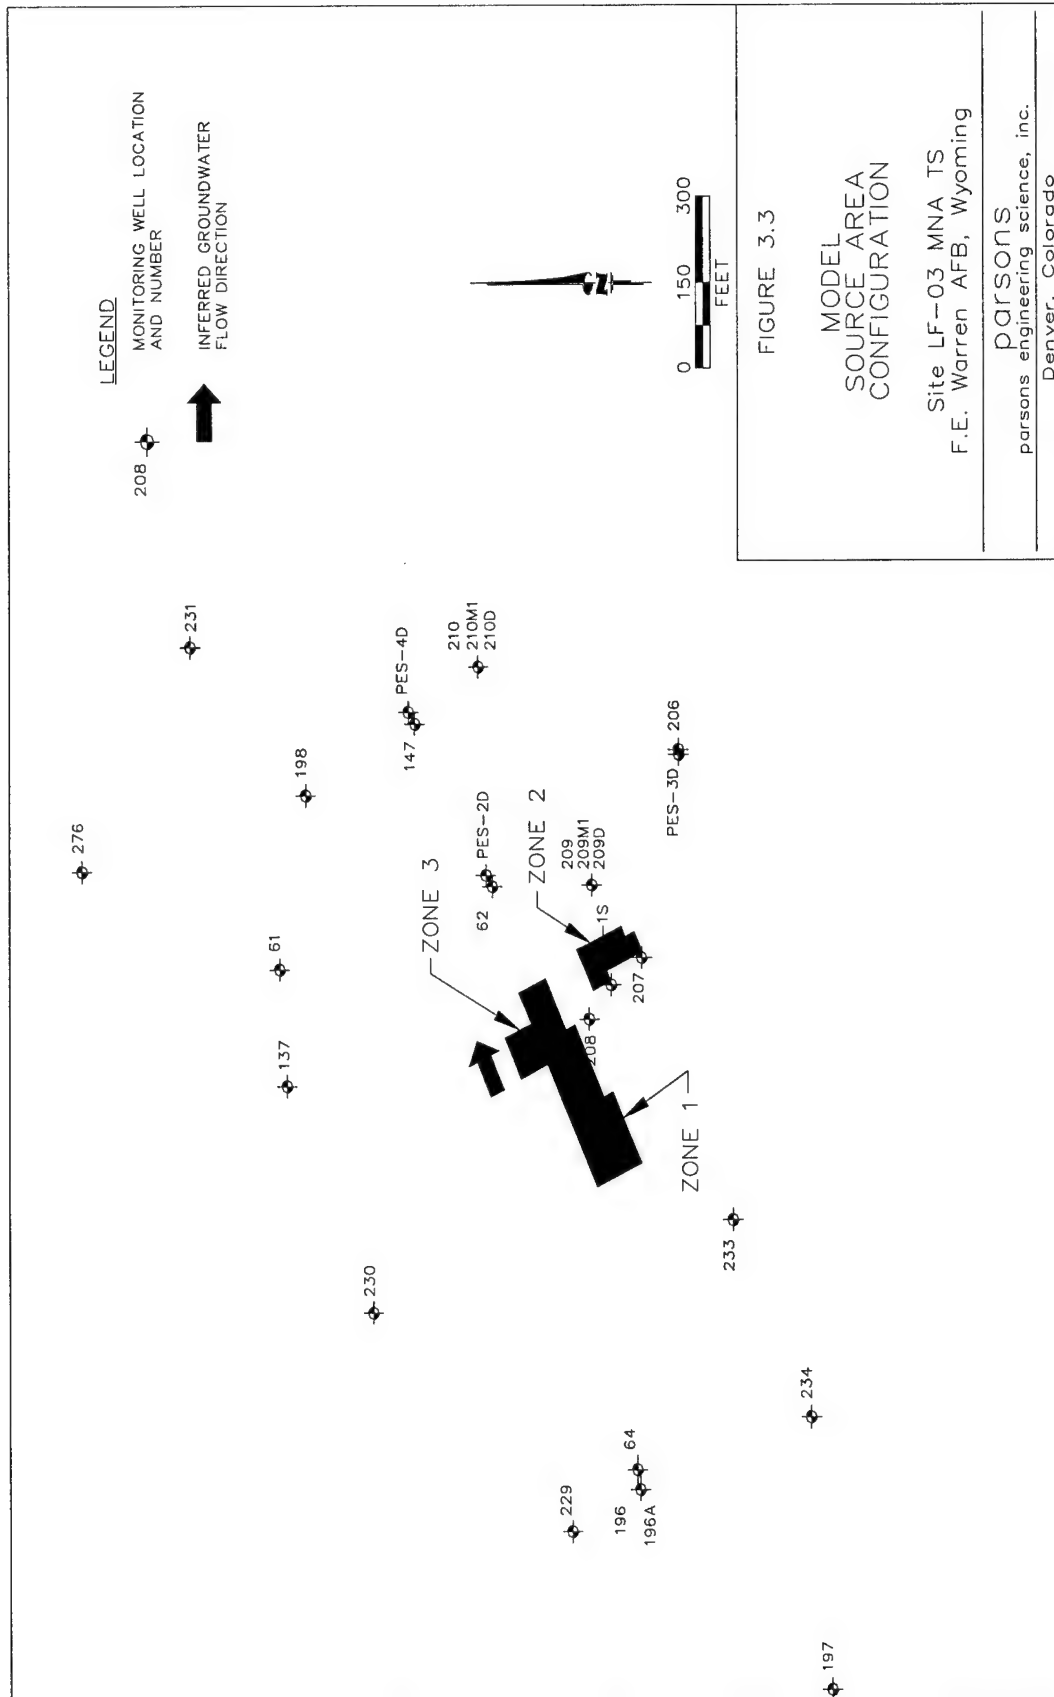 LEGEND
208
MONITORING WELL LOCATION
AND NUMBER
INFERRED GROUNDWATER
FLOW DIRECTION
276
231
198
61
137
PES-4D
147
210
210M1
210D
230
ZONE 3
PES-2D
62
ZONE 2
209
209M1
209D
1S
208
207
PES-3D
206
ZONE 1
229
196
196A
64
233
234
197
N
0
150
300
FEET
FIGURE 3.3
MODEL
SOURCE AREA
CONFIGURATION
Site LF-03 MNA TS
F.E. Warren AFB, Wyoming
parsons
parsons engineering science, inc.
Denver, Colorado